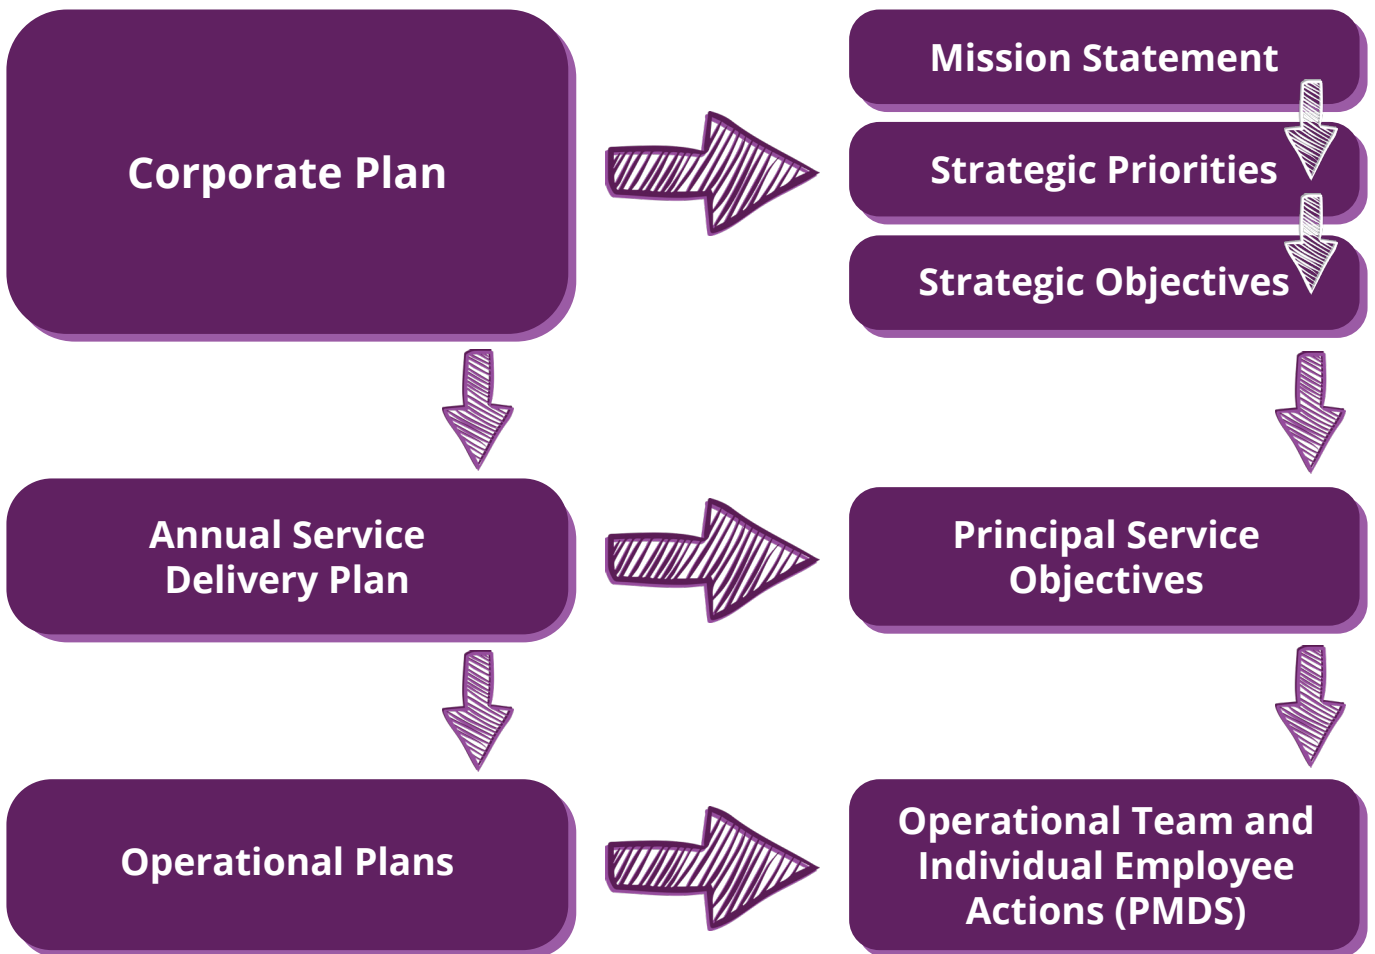 Corporate Plan
Mission Statement
Strategic Priorities
Strategic Objectives
Annual Service
Delivery Plan
Principal Service
Objectives
Operational Plans
Operational Team and
Individual Employee
Actions (PMDS)